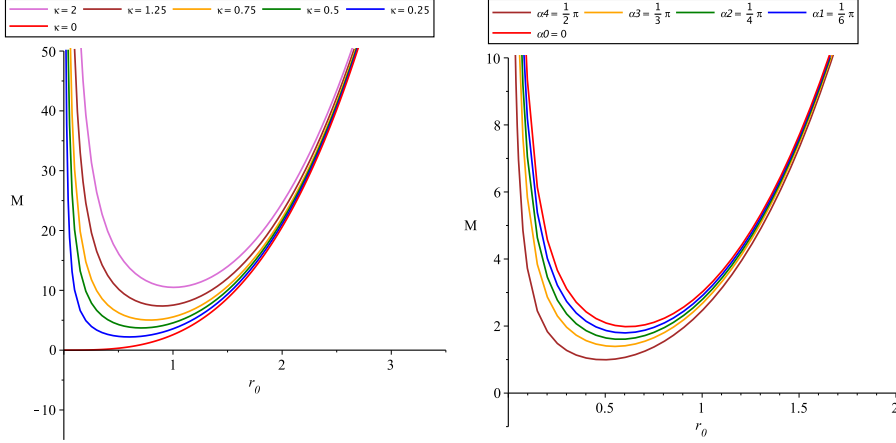 κ = 2 κ = 1.25 κ = 0.75 κ = 0.5 κ = 0.25
κ = 0
50
40
30
20
10
0
−10
M
1 2 3
r₀
α4 = 1/2 π α3 = 1/3 π α2 = 1/4 π α1 = 1/6 π
α0 = 0
10
8
6
4
2
0
M
0.5 1 1.5 2
r₀